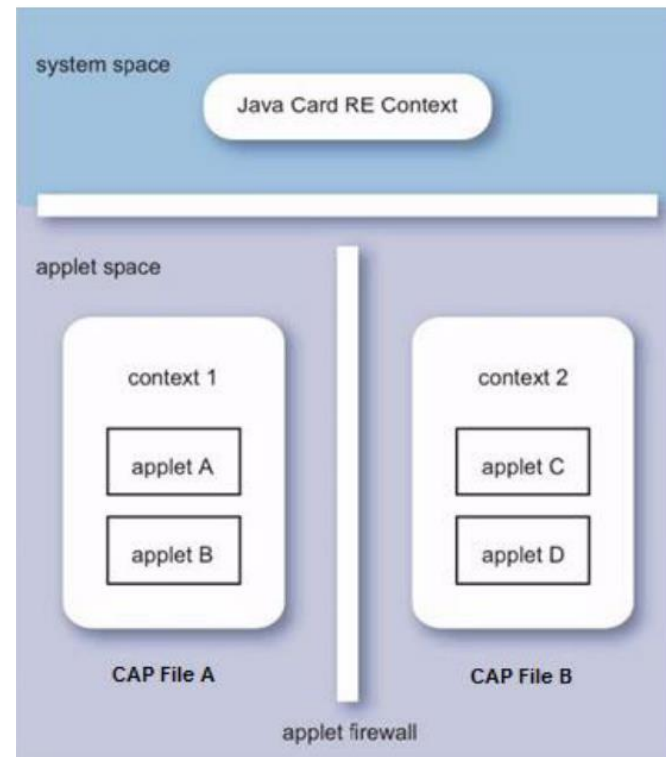 system space
Java Card RE Context
applet space
context 1
applet A
applet B
CAP File A
context 2
applet C
applet D
CAP File B
applet firewall